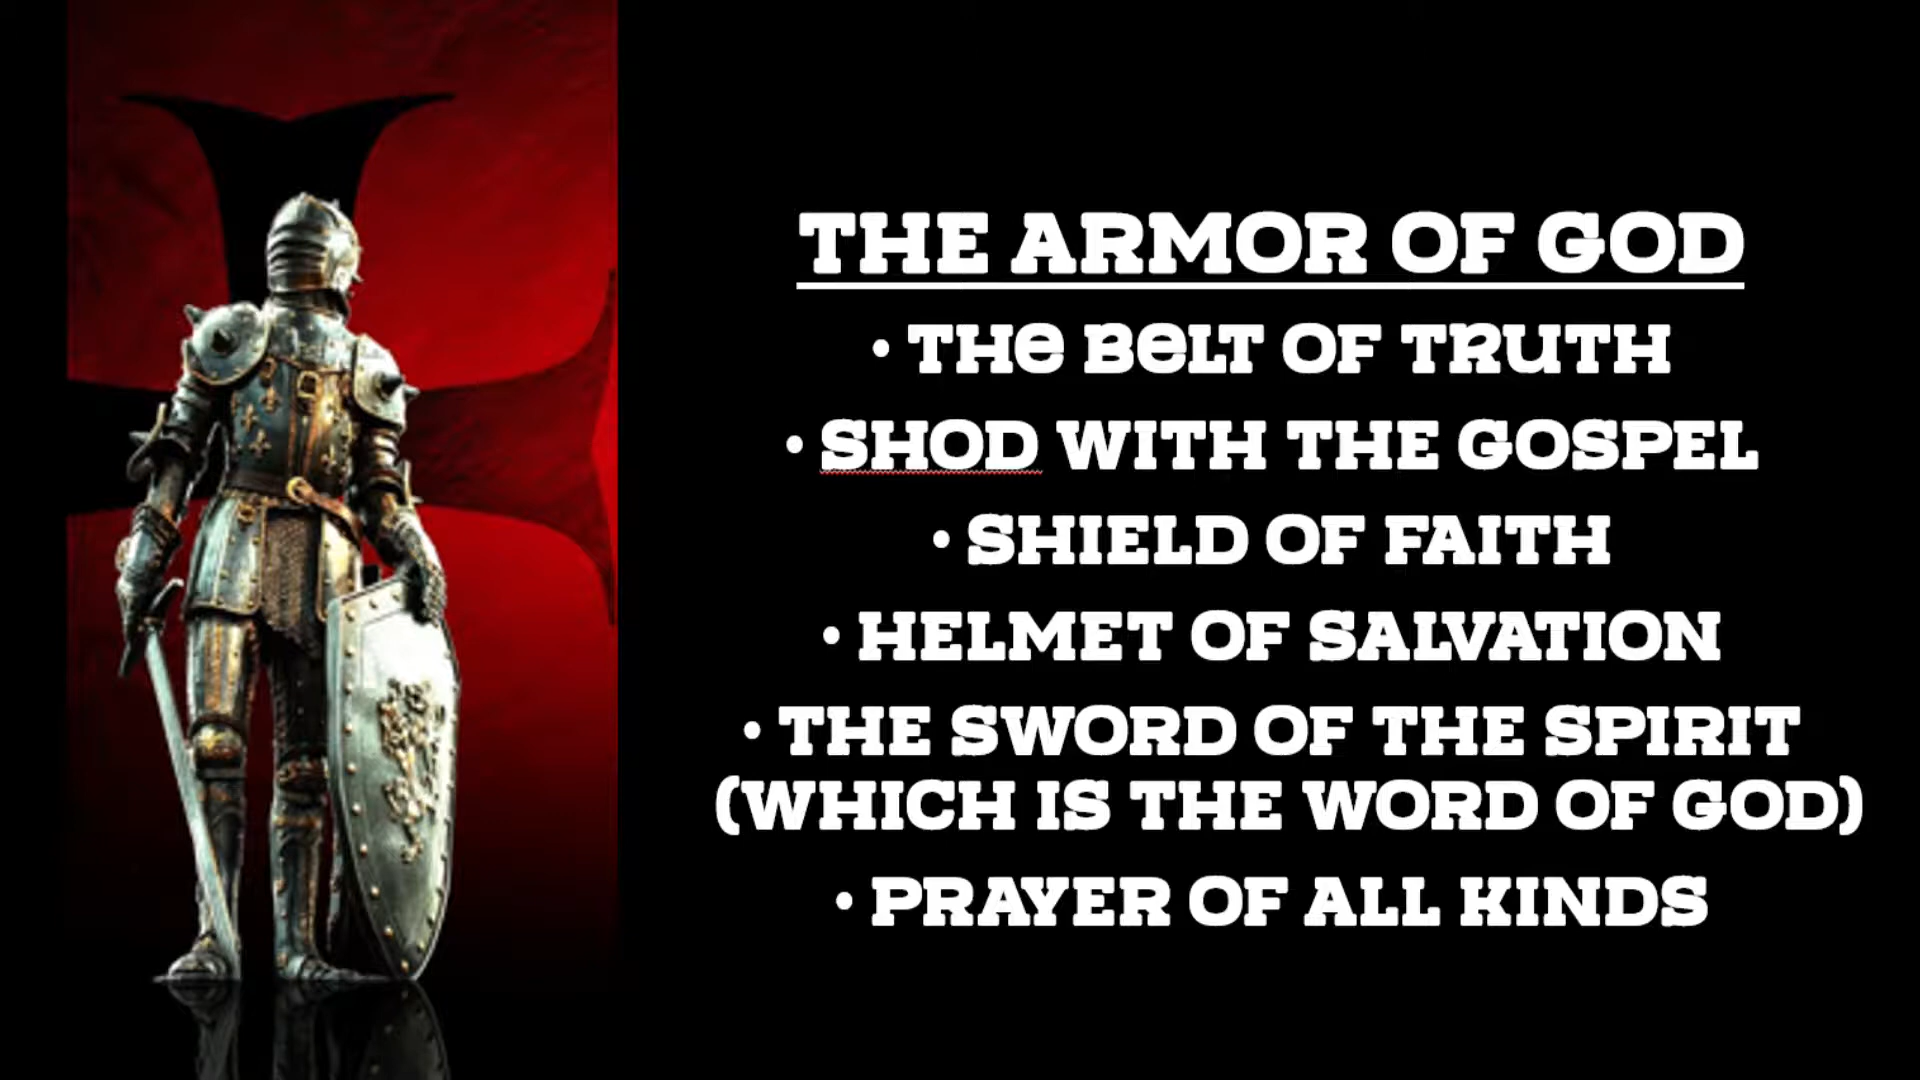 THE ARMOR OF GOD
• THe BeLT OF TRUTH
• SHOD WITH THE GOSPEL
• SHIELD OF FAITH
• HELMET OF SALVATION
• THE SWORD OF THE SPIRIT
(WHICH IS THE WORD OF GOD)
• PRAYER OF ALL KINDS